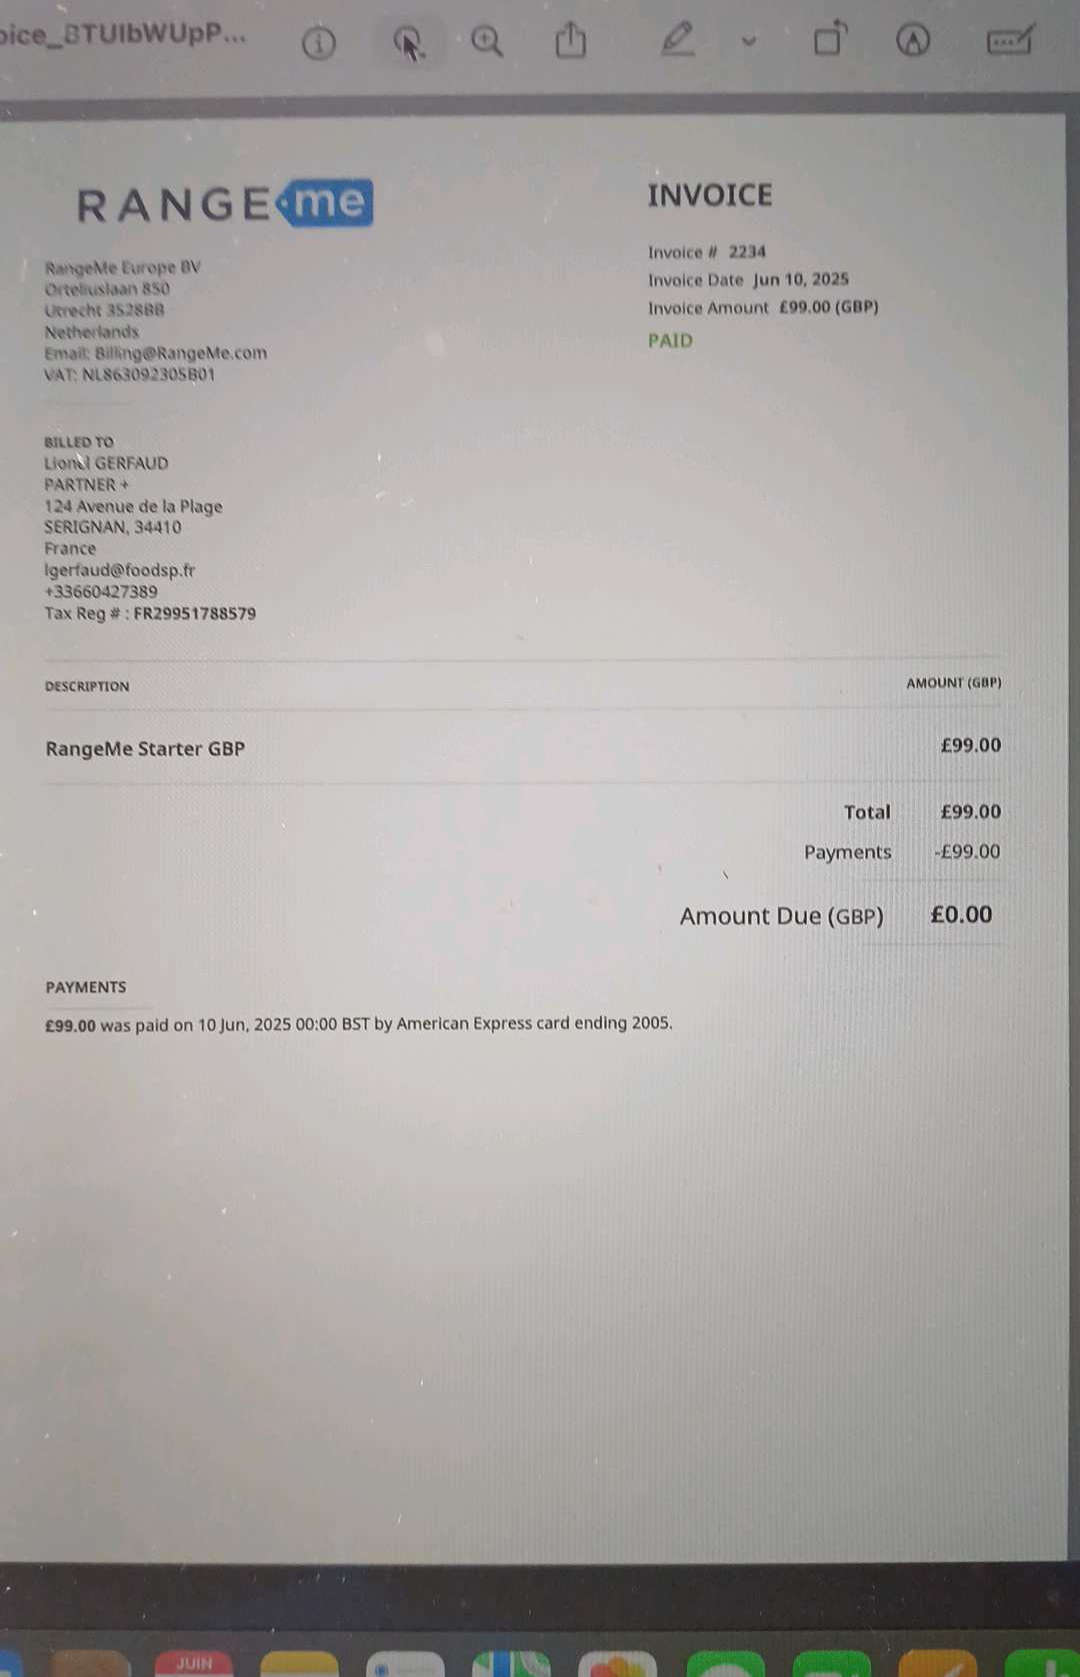 RANGE me
INVOICE
Invoice # 2234
Invoice Date Jun 10, 2025
Invoice Amount £99.00 (GBP)
PAID
RangeMe Europe BV
Orteliuslaan 850
Utrecht 3528BB
Netherlands
Email: Billing@RangeMe.com
VAT: NL863092305B01
BILLED TO
Lionel GERFAUD
PARTNER +
124 Avenue de la Plage
SERIGNAN, 34410
France
lgerfaud@foodsp.fr
+33660427389
Tax Reg # : FR29951788579
DESCRIPTION AMOUNT (GBP)
RangeMe Starter GBP £99.00
Total £99.00
Payments -£99.00
Amount Due (GBP) £0.00
PAYMENTS
£99.00 was paid on 10 Jun, 2025 00:00 BST by American Express card ending 2005.
JUIN